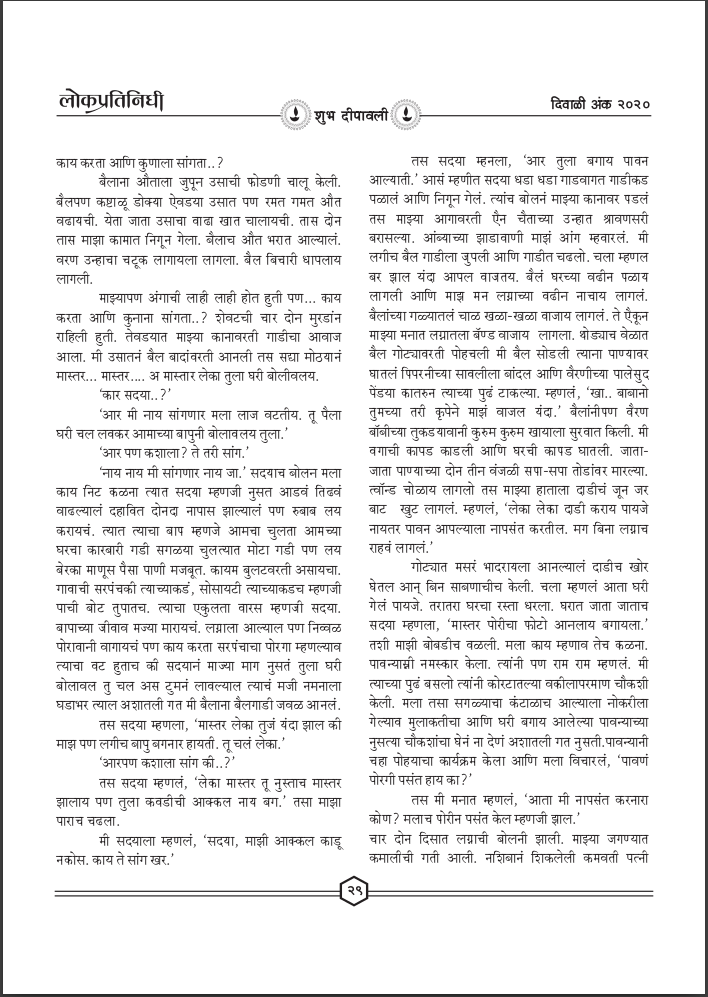 लोकप्रतिनिधी
शुभ दीपावली
दिवाळी अंक २०२०
काय करता आणि कुणाला सांगता..?
बैलाना औताला जुपून उसाची फोडणी चालू केली.
बैलपण कष्टाळू डोक्या ऐवडया उसात पण रमत गमत औत
वढायची. येता जाता उसाचा वाढा खात चालायची. तास दोन
तास माझा कामात निगून गेला. बैलाच औत भरात आल्यालं.
वरण उन्हाचा चटूक लागायला लागला. बैल बिचारी धापलाय
लागली.
माझ्यापण अंगाची लाही लाही होत हुती पण... काय
करता आणि कुनाना सांगता..? शेवटची चार दोन मुरडांन
राहिली हुती. तेवडयात माझ्या कानावरती गाडीचा आवाज
आला. मी उसातनं बैल बादांवरती आनली तस सद्या मोठयानं
मास्तर... मास्तर.... अ मास्तार लेका तुला घरी बोलीवलय.
‘कार सदया..?’
‘आर मी नाय सांगणार मला लाज वटतीय. तू पैला
घरी चल लवकर आमाच्या बापुनी बोलावलय तुला.’
‘आर पण कशाला? ते तरी सांग.’
‘नाय नाय मी सांगणार नाय जा.’ सदयाच बोलन मला
काय निट कळना त्यात सदया म्हणजी नुसत आडवं तिढवं
वाढल्यालं दहावित दोनदा नापास झाल्यालं पण रुबाब लय
करायचं. त्यात त्याचा बाप म्हणजे आमचा चुलता आमच्या
घरचा कारबारी गडी सगळया चुलत्यात मोटा गडी पण लय
बेरका माणूस पैसा पाणी मजबूत. कायम बुलटवरती असायचा.
गावाची सरपंचकी त्याच्याकडं, सोसायटी त्याच्याकडच म्हणजी
पाची बोट तुपातच. त्याचा एकुलता वारस म्हणजी सदया.
बापाच्या जीवाव मज्या मारायचं. लग्नाला आल्याल पण निव्वळ
पोरावानी वागायचं पण काय करता सरपंचाचा पोरगा म्हणल्याव
त्याचा वट हुताच की सदयानं माज्या माग नुसतं तुला घरी
बोलावल तु चल अस टुमनं लावल्याल त्याचं मजी नमनाला
घडाभर त्याल अशातली गत मी बैलाना बैलगाडी जवळ आनलं.
तस सदया म्हणला, ‘मास्तर लेका तुजं यंदा झाल की
माझ पण लगीच बापु बगनार हायती. तू चलं लेका.’
‘आरपण कशाला सांग की..?’
तस सदया म्हणलं, ‘लेका मास्तर तू नुस्ताच मास्तर
झालाय पण तुला कवडीची आक्कल नाय बग.’ तसा माझा
पाराच चढला.
मी सदयाला म्हणलं, ‘सदया, माझी आक्कल काडू
नकोस. काय ते सांग खर.’
तस सदया म्हनला, ‘आर तुला बगाय पावन
आल्याती.’ आसं म्हणीत सदया धडा धडा गाडवागत गाडीकड
पळालं आणि निगून गेलं. त्यांच बोलनं माझ्या कानावर पडलं
तस माझ्या आगावरती एैन चैताच्या उन्हात श्रावणसरी
बरासल्या. आंब्याच्या झाडावाणी माझं आंग म्हवारलं. मी
लगीच बैल गाडीला जुपली आणि गाडीत चढलो. चला म्हणल
बर झाल यंदा आपल वाजतय. बैलं घरच्या वढीन पळाय
लागली आणि माझ मन लग्नाच्या वढीन नाचाय लागलं.
बैलांच्या गळ्यातलं चाळ खळा-खळा वाजाय लागलं. ते एैकून
माझ्या मनात लग्नातला बॅण्ड वाजाय लागला. थोड्याच वेळात
बैल गोट्यावरती पोहचली मी बैल सोडली त्याना पाण्यावर
घातलं पिपरनीच्या सावलीला बांदल आणि वैरणीच्या पालेसुद
पेंडया कातरुन त्याच्या पुढं टाकल्या. म्हणलं, ‘खा.. बाबानो
तुमच्या तरी कृपेने माझं वाजल यंदा.’ बैलांनीपण वैरण
बॉबीच्या तुकडयावानी कुरुम कुरुम खायाला सुरवात किली. मी
वगाची कापड काडली आणि घरची कापड घातली. जाता-
जाता पाण्याच्या दोन तीन वंजळी सपा-सपा तोडांवर मारल्या.
त्वॉन्ड चोळाय लागलो तस माझ्या हाताला दाडीचं जून जर
बाट खुट लागलं. म्हणलं, ‘लेका लेका दाडी कराय पायजे
नायतर पावन आपल्याला नापसंत करतील. मग बिना लग्नाच
राहवं लागलं.’
गोट्यात मसरं भादरायला आनल्यालं दाडीच खोर
घेतल आन् बिन साबणाचीच केली. चला म्हणलं आता घरी
गेलं पायजे. तरातरा घरचा रस्ता धरला. घरात जाता जाताच
सदया म्हणला, ‘मास्तर पोरीचा फोटो आनलाय बगायला.’
तशी माझी बोबडीच वळली. मला काय म्हणाव तेच कळना.
पावन्यान्नी नमस्कार केला. त्यांनी पण राम राम म्हणलं. मी
त्याच्या पुढं बसलो त्यांनी कोरटातल्या वकीलापरमाण चौकशी
केली. मला तसा सगळ्याचा कंटाळाच आल्याला नोकरीला
गेल्याव मुलाकतीचा आणि घरी बगाय आलेल्या पावन्याच्या
नुसत्या चौकशांचा घेनं ना देणं अशातली गत नुसती.पावन्यानी
चहा पोहयाचा कार्यक्रम केला आणि मला विचारलं, ‘पावणं
पोरगी पसंत हाय का?’
तस मी मनात म्हणलं, ‘आता मी नापसंत करनारा
कोण? मलाच पोरीन पसंत केल म्हणजी झाल.’
चार दोन दिसात लग्नाची बोलनी झाली. माझ्या जगण्यात
कमालीची गती आली. नशिबानं शिकलेली कमवती पत्नी
२९